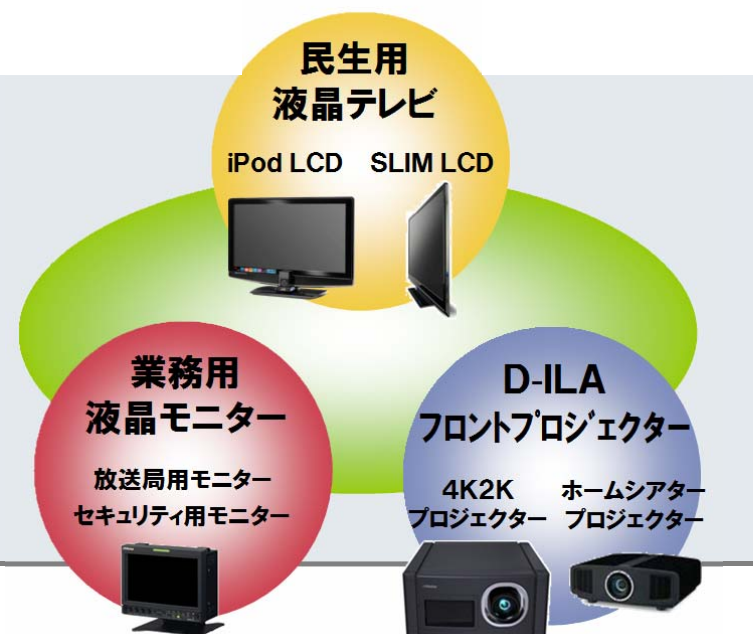 民生用
液晶テレビ
iPod LCD SLIM LCD
業務用
液晶モニター
放送局用モニター
セキュリティ用モニター
D-ILA
フロントプロジェクター
4K2K
プロジェクター
ホームシアター
プロジェクター